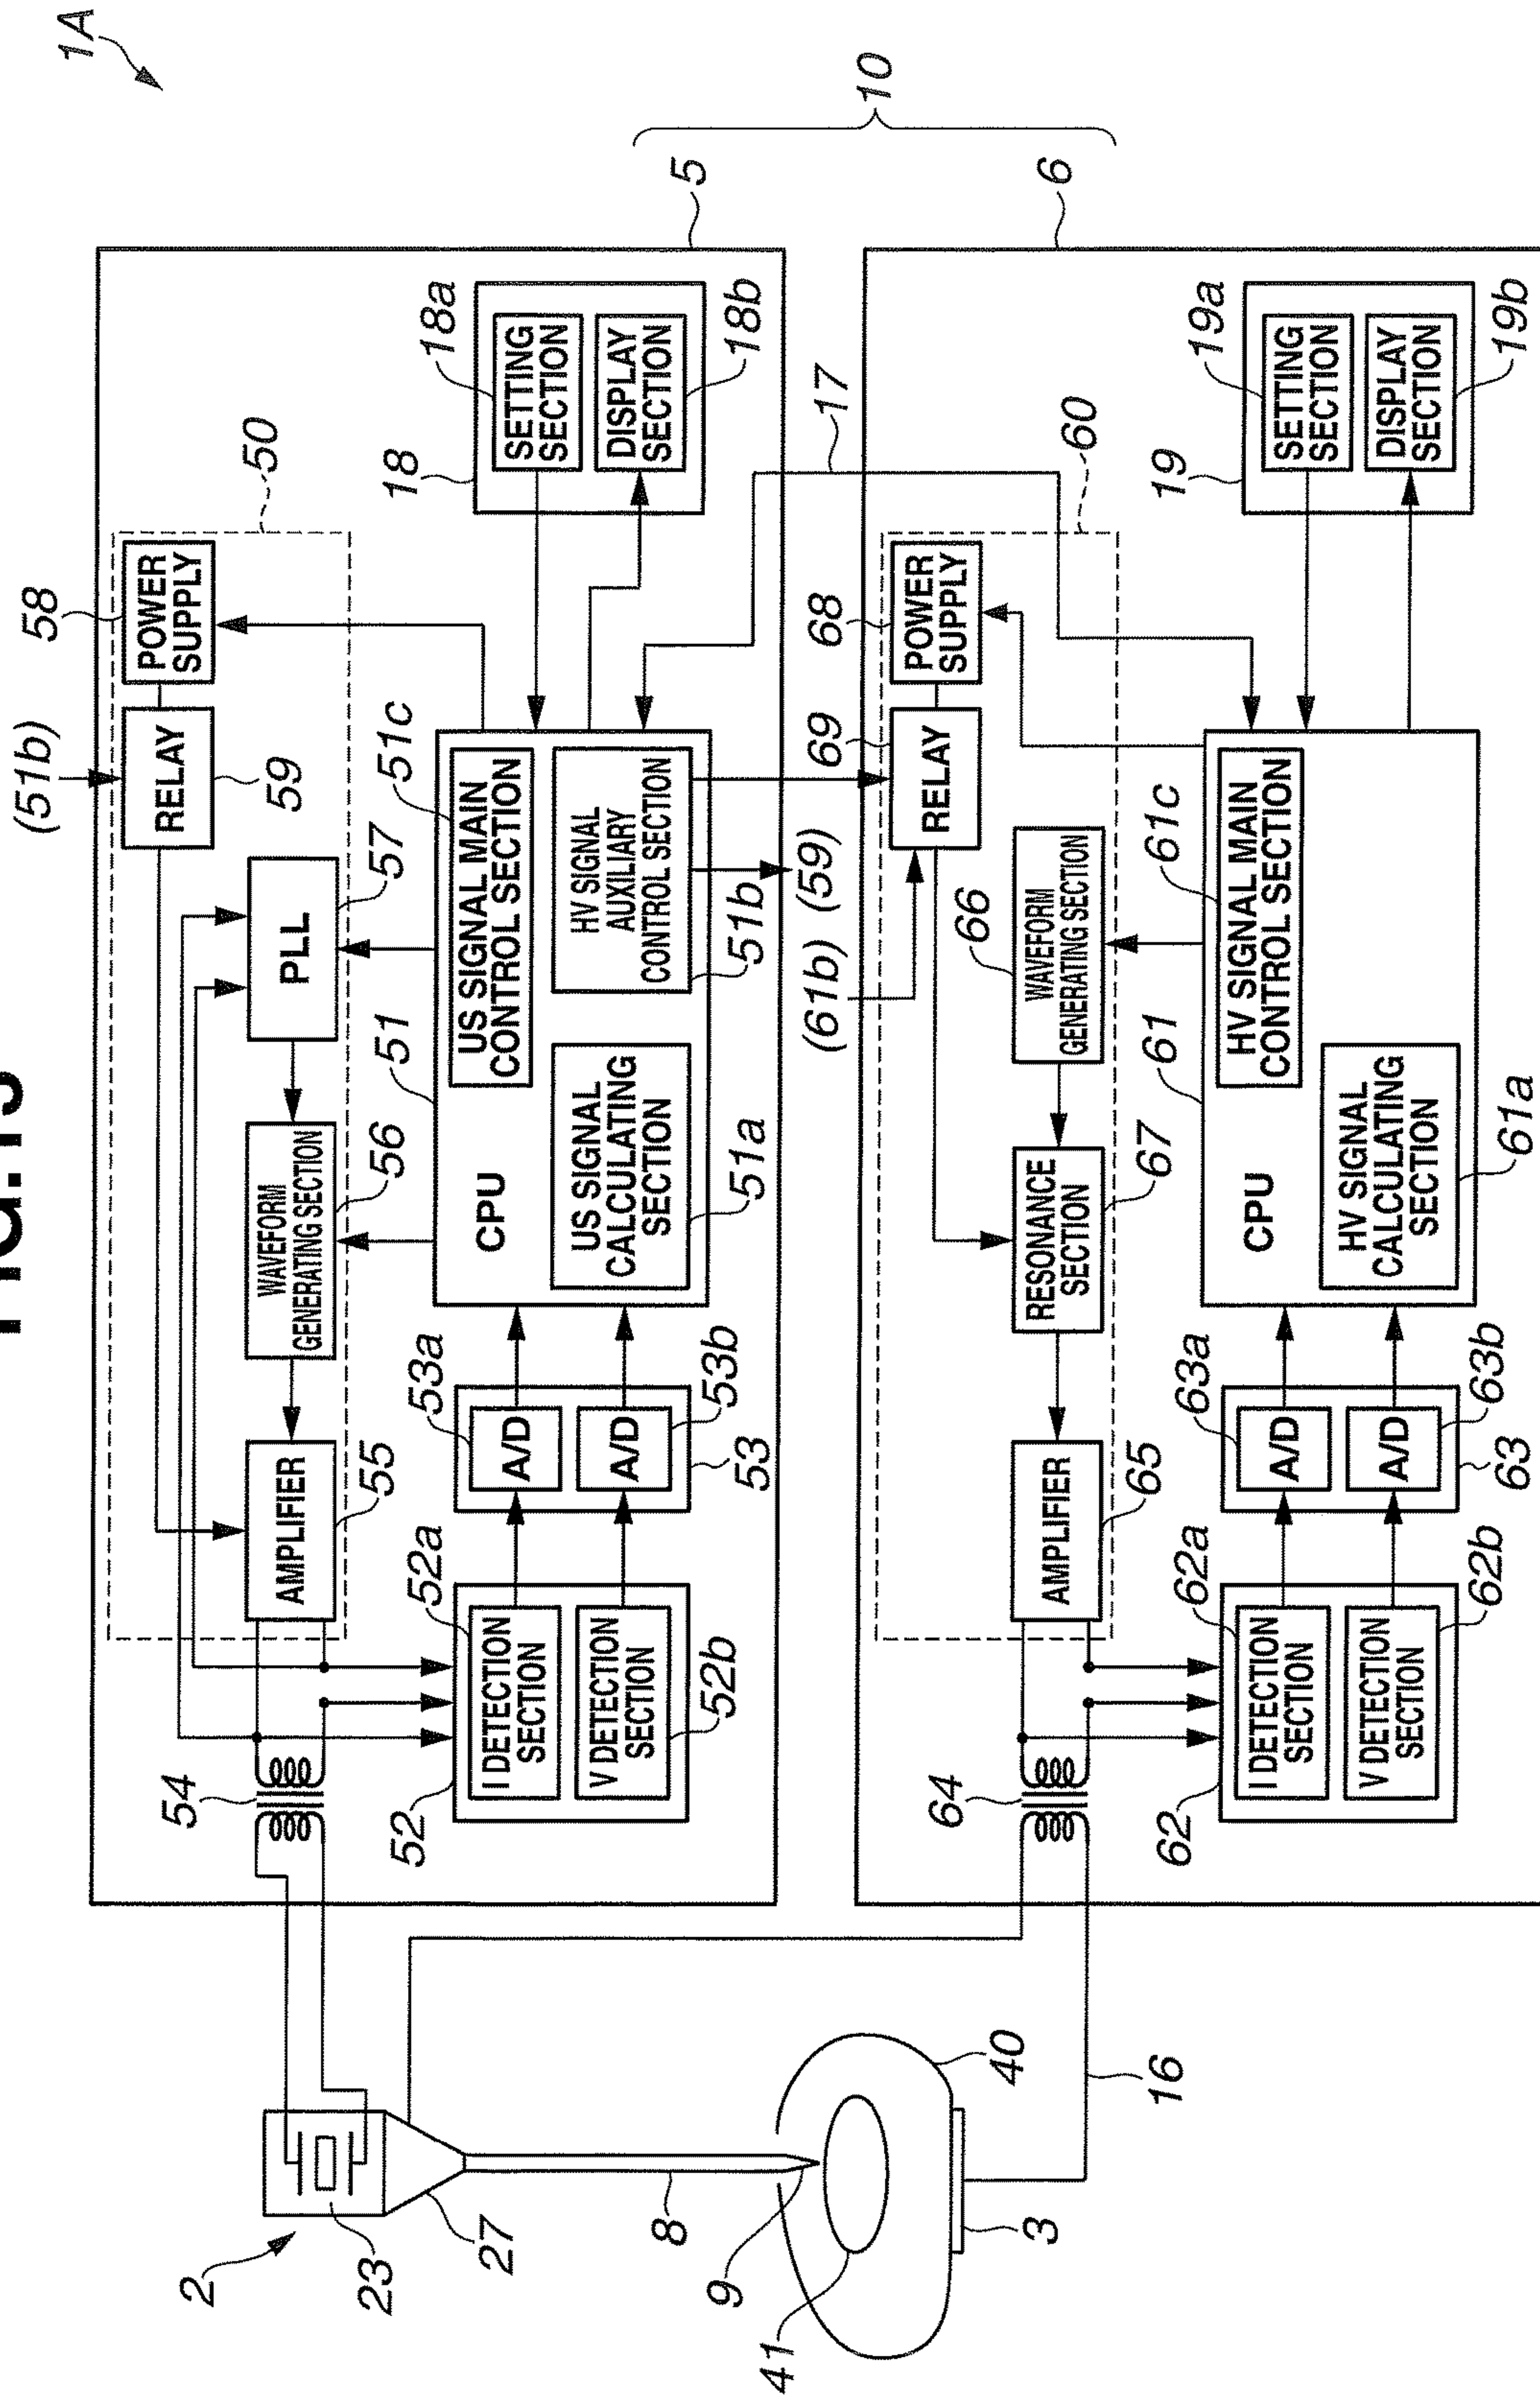 1A
10
5
6
(51b)
58
POWER
SUPPLY
RELAY
59
50
57
PLL
WAVEFORM
GENERATING SECTION
56
AMPLIFIER
55
54
18
18a
SETTING
SECTION
DISPLAY
SECTION
18b
51
CPU
51c
US SIGNAL MAIN
CONTROL SECTION
HV SIGNAL
AUXILIARY
CONTROL SECTION
51b
(59)
US SIGNAL
CALCULATING
SECTION
51a
53a
A/D
A/D
53b
53
52
52a
I DETECTION
SECTION
V DETECTION
SECTION
52b
17
60
68
POWER
SUPPLY
69
RELAY
(61b)
66
WAVEFORM
GENERATING SECTION
RESONANCE
SECTION
67
AMPLIFIER
65
64
19
19a
SETTING
SECTION
DISPLAY
SECTION
19b
61
CPU
61c
HV SIGNAL MAIN
CONTROL SECTION
HV SIGNAL
CALCULATING
SECTION
61a
63a
A/D
A/D
63b
63
62
62a
I DETECTION
SECTION
V DETECTION
SECTION
62b
2
23
27
8
9
41
40
3
16